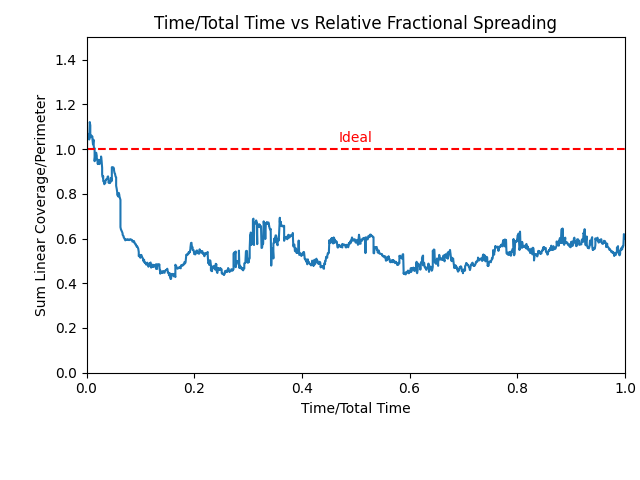 Time/Total Time vs Relative Fractional Spreading
1.4
1.2
1.0
0.8
0.6
0.4
0.2
0.0
Sum Linear Coverage/Perimeter
Ideal
0.0 0.2 0.4 0.6 0.8 1.0
Time/Total Time